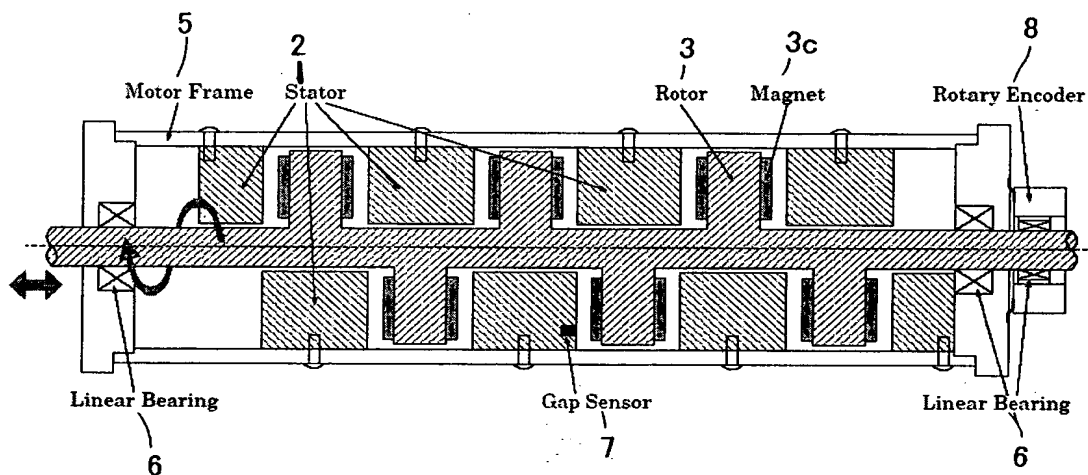 5
2
3
3c
8
Motor Frame
Stator
Rotor
Magnet
Rotary Encoder
Linear Bearing
Gap Sensor
Linear Bearing
6
7
6